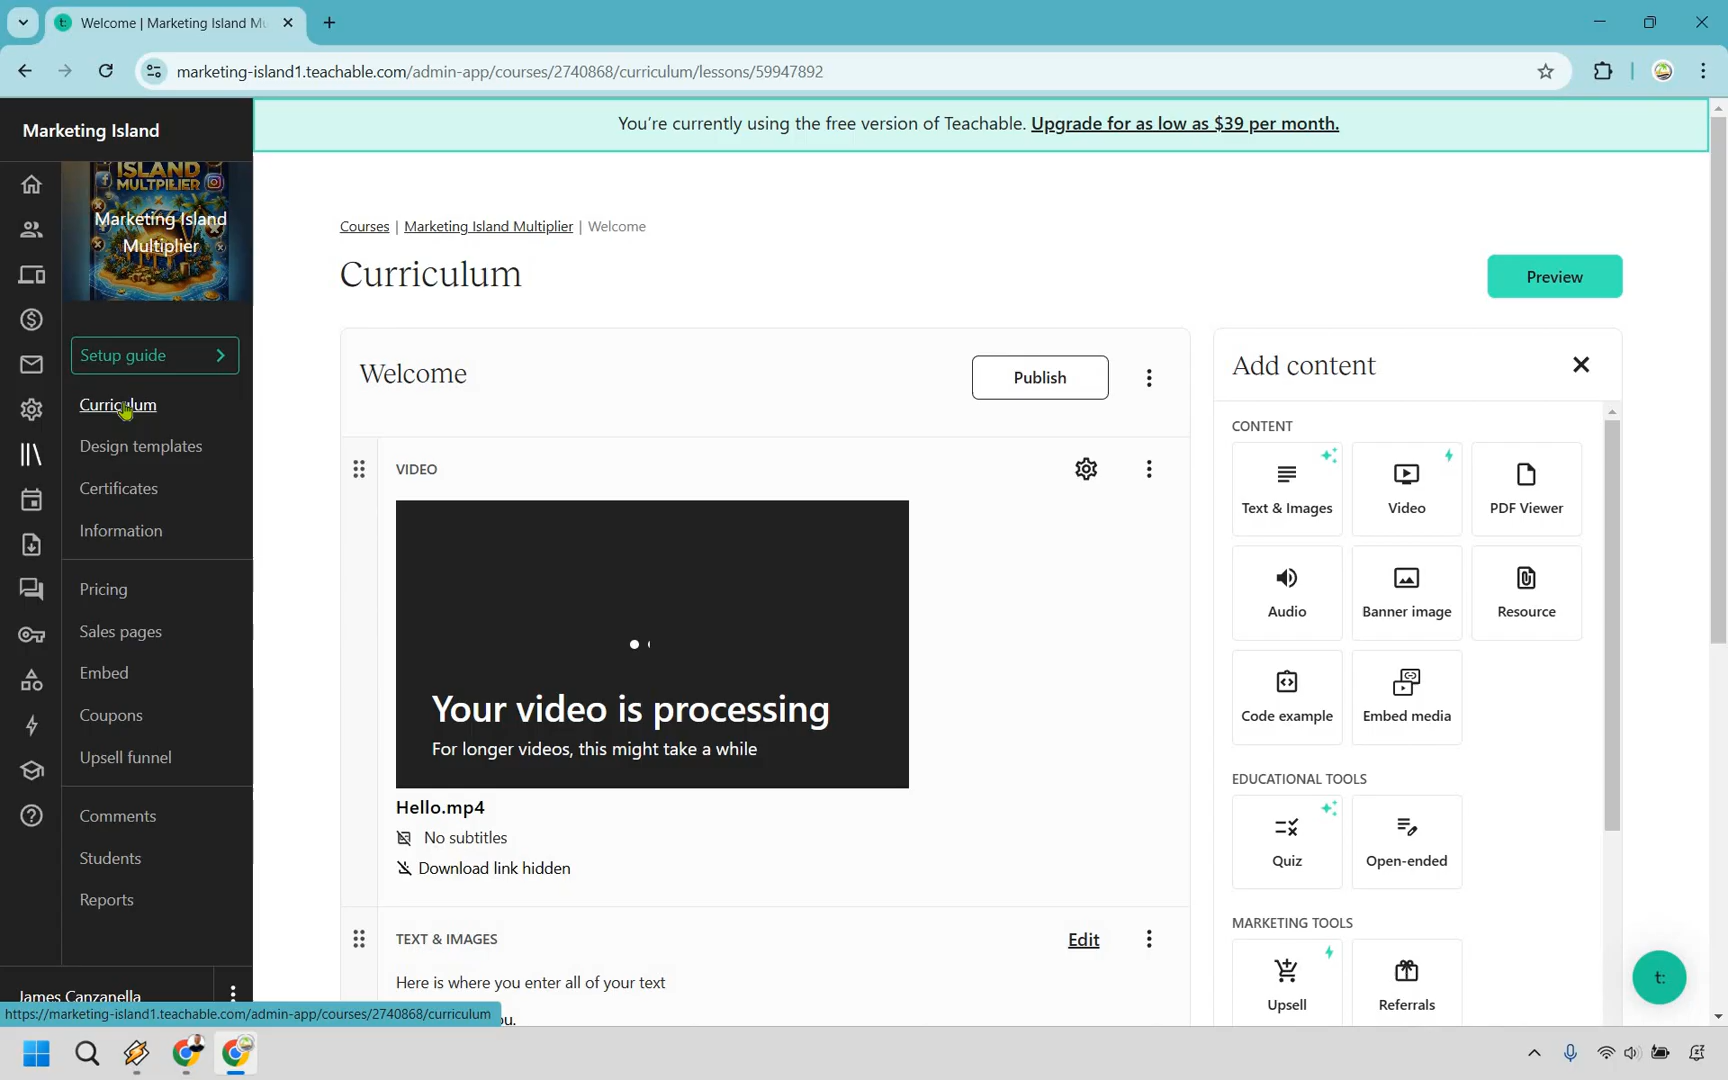 Welcome | Marketing Island Mu
marketing-island1.teachable.com/admin-app/courses/2740868/curriculum/lessons/59947892
Marketing Island
You're currently using the free version of Teachable. Upgrade for as low as $39 per month.
ISLAND
MULTPILIER
Marketing Island
Multiplier
Setup guide
Curriculum
Design templates
Certificates
Information
Pricing
Sales pages
Embed
Coupons
Upsell funnel
Comments
Students
Reports
James Canzanella
https://marketing-island1.teachable.com/admin-app/courses/2740868/curriculum
Courses | Marketing Island Multiplier | Welcome
Curriculum
Preview
Welcome
Publish
VIDEO
Your video is processing
For longer videos, this might take a while
Hello.mp4
No subtitles
Download link hidden
TEXT & IMAGES
Edit
Here is where you enter all of your text
ou.
Add content
CONTENT
Text & Images
Video
PDF Viewer
Audio
Banner image
Resource
Code example
Embed media
EDUCATIONAL TOOLS
Quiz
Open-ended
MARKETING TOOLS
Upsell
Referrals
t: